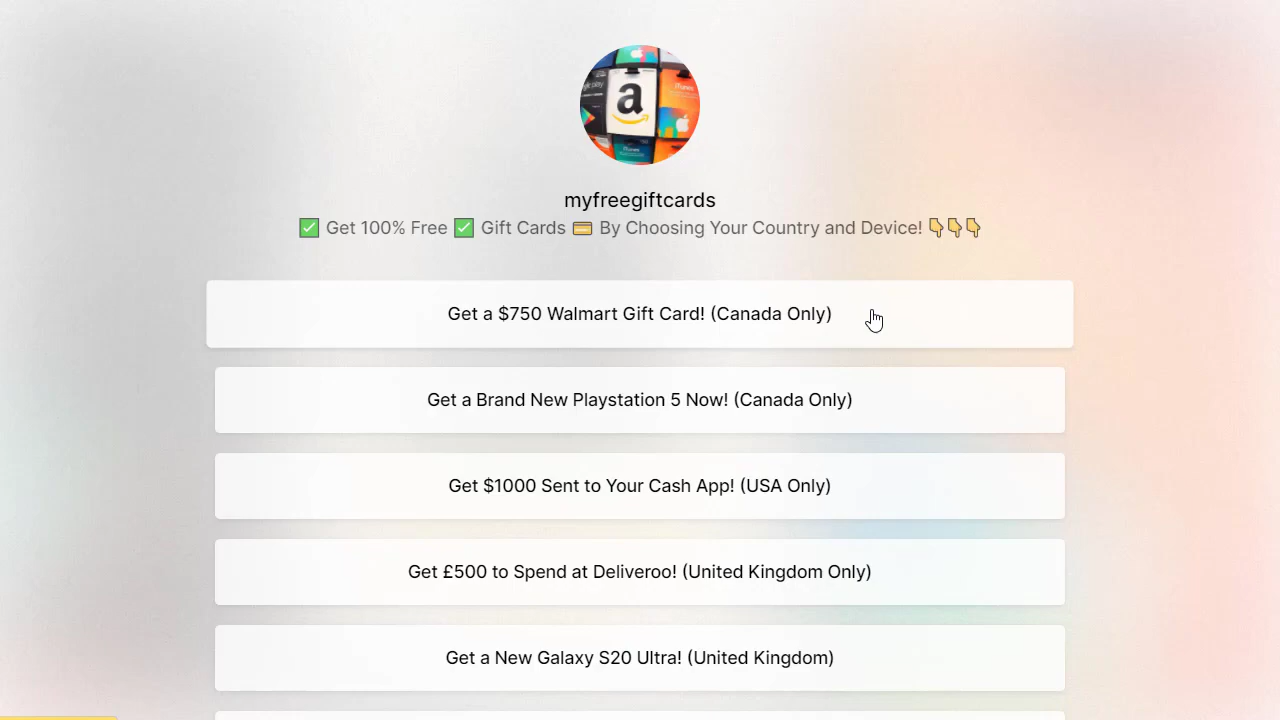 a
iTunes
myfreegiftcards
✅ Get 100% Free ✅ Gift Cards 💳 By Choosing Your Country and Device! 👇👇👇
Get a $750 Walmart Gift Card! (Canada Only)
Get a Brand New Playstation 5 Now! (Canada Only)
Get $1000 Sent to Your Cash App! (USA Only)
Get £500 to Spend at Deliveroo! (United Kingdom Only)
Get a New Galaxy S20 Ultra! (United Kingdom)